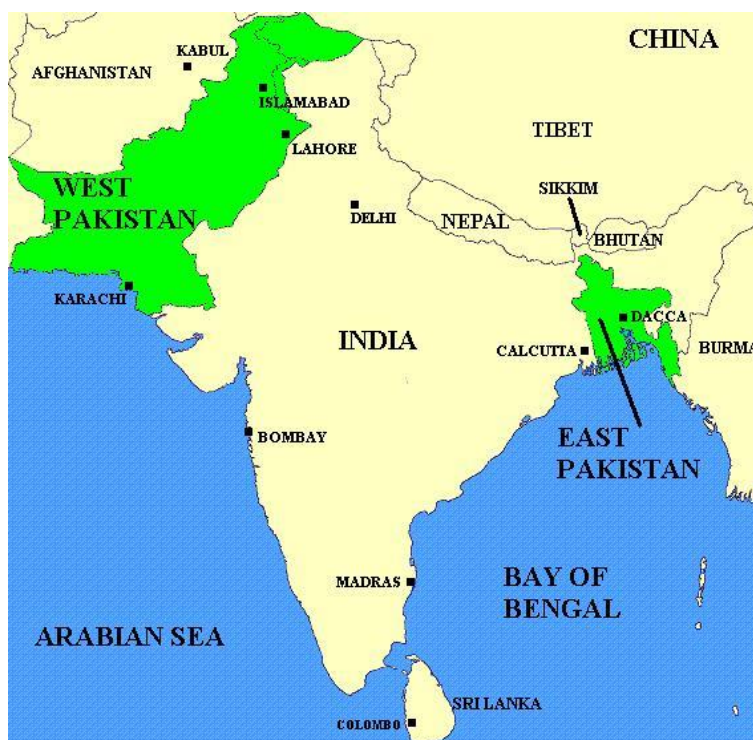 CHINA
KABUL
AFGHANISTAN
ISLAMABAD
TIBET
LAHORE
WEST
PAKISTAN
SIKKIM
DELHI
NEPAL
BHUTAN
KARACHI
DACCA
INDIA
CALCUTTA
BURMA
BOMBAY
EAST
PAKISTAN
MADRAS
BAY OF
BENGAL
ARABIAN SEA
SRI LANKA
COLOMBO